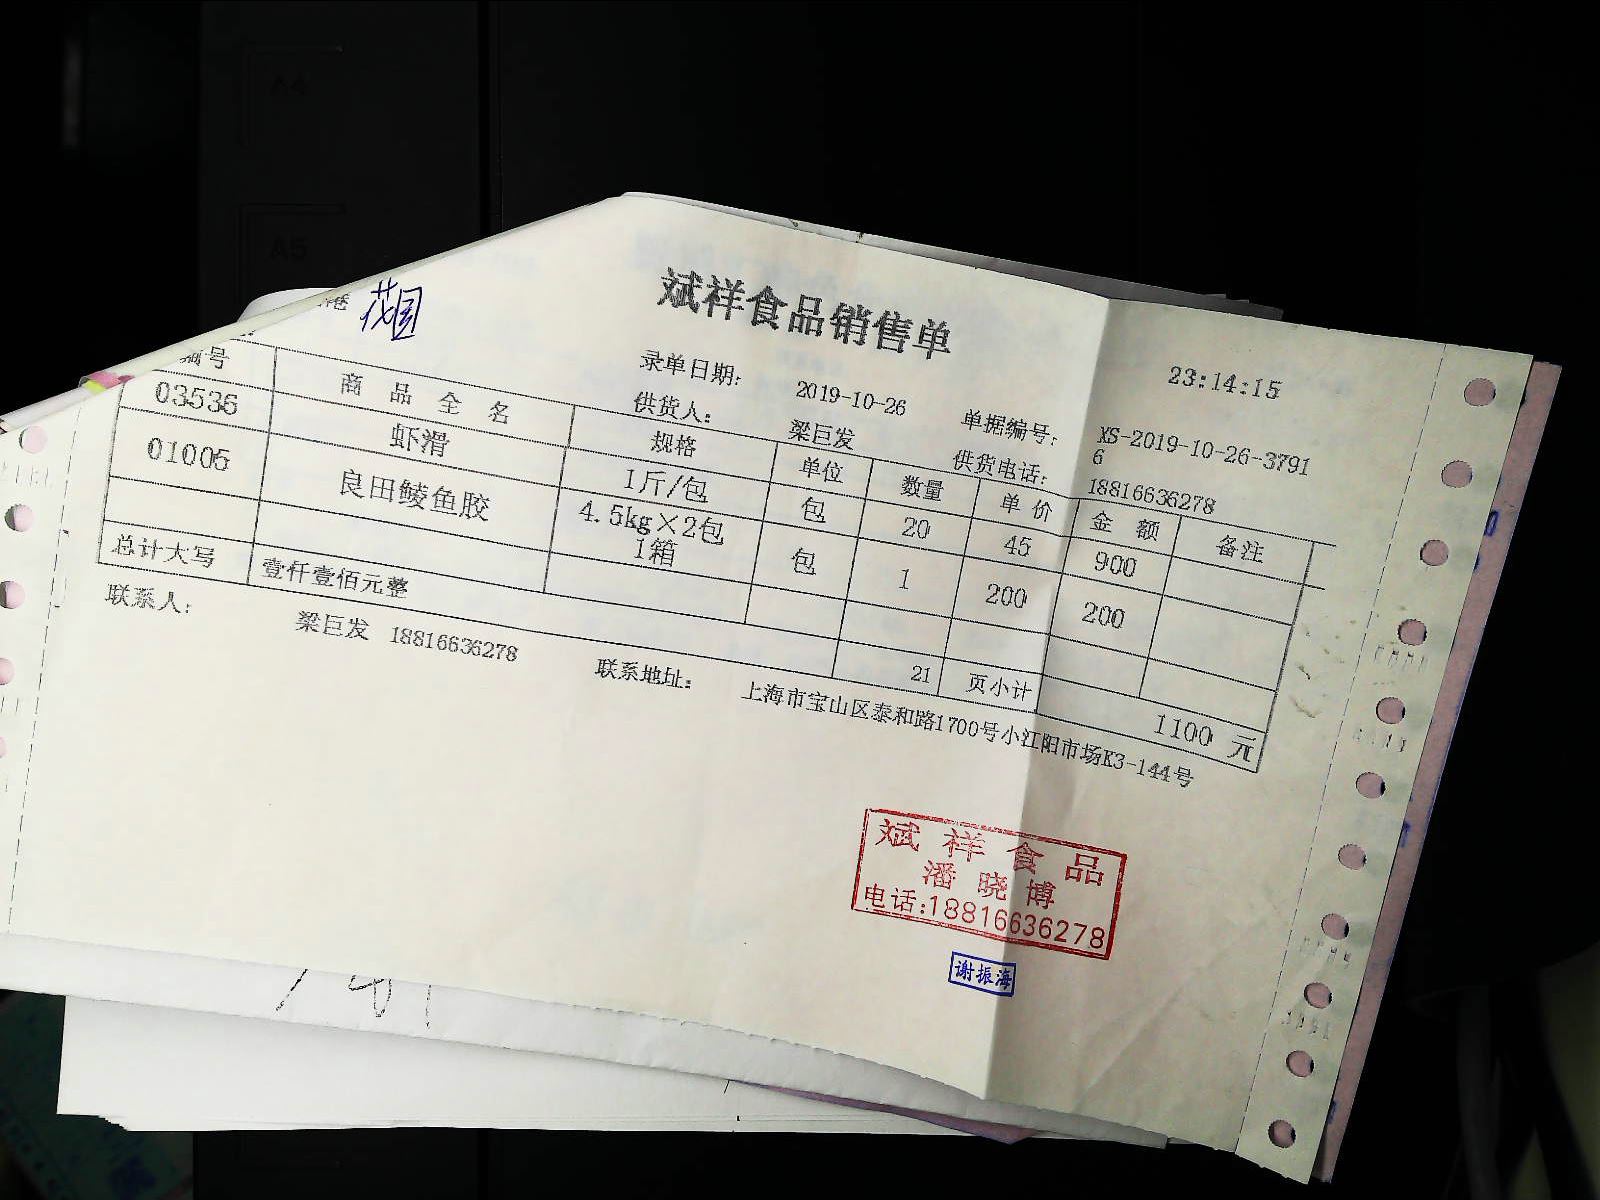 A4
A5
斌祥食品销售单
23:14:15
港 茂园
录单日期: 2019-10-26 单据编号: XS-2019-10-26-37916
供货人: 梁巨发 供货电话: 18816636278
编号 商品全名 规格 单位 数量 单价 金额 备注
03536 虾滑 1斤/包 包 20 45 900
01005 良田鲮鱼胶 4.5kg×2包1箱 包 1 200 200
总计大写 壹仟壹佰元整 21 页小计 1100 元
联系人: 梁巨发 18816636278 联系地址: 上海市宝山区泰和路1700号小江阳市场K3-144号
斌祥食品
潘晓博
电话:18816636278
谢振海